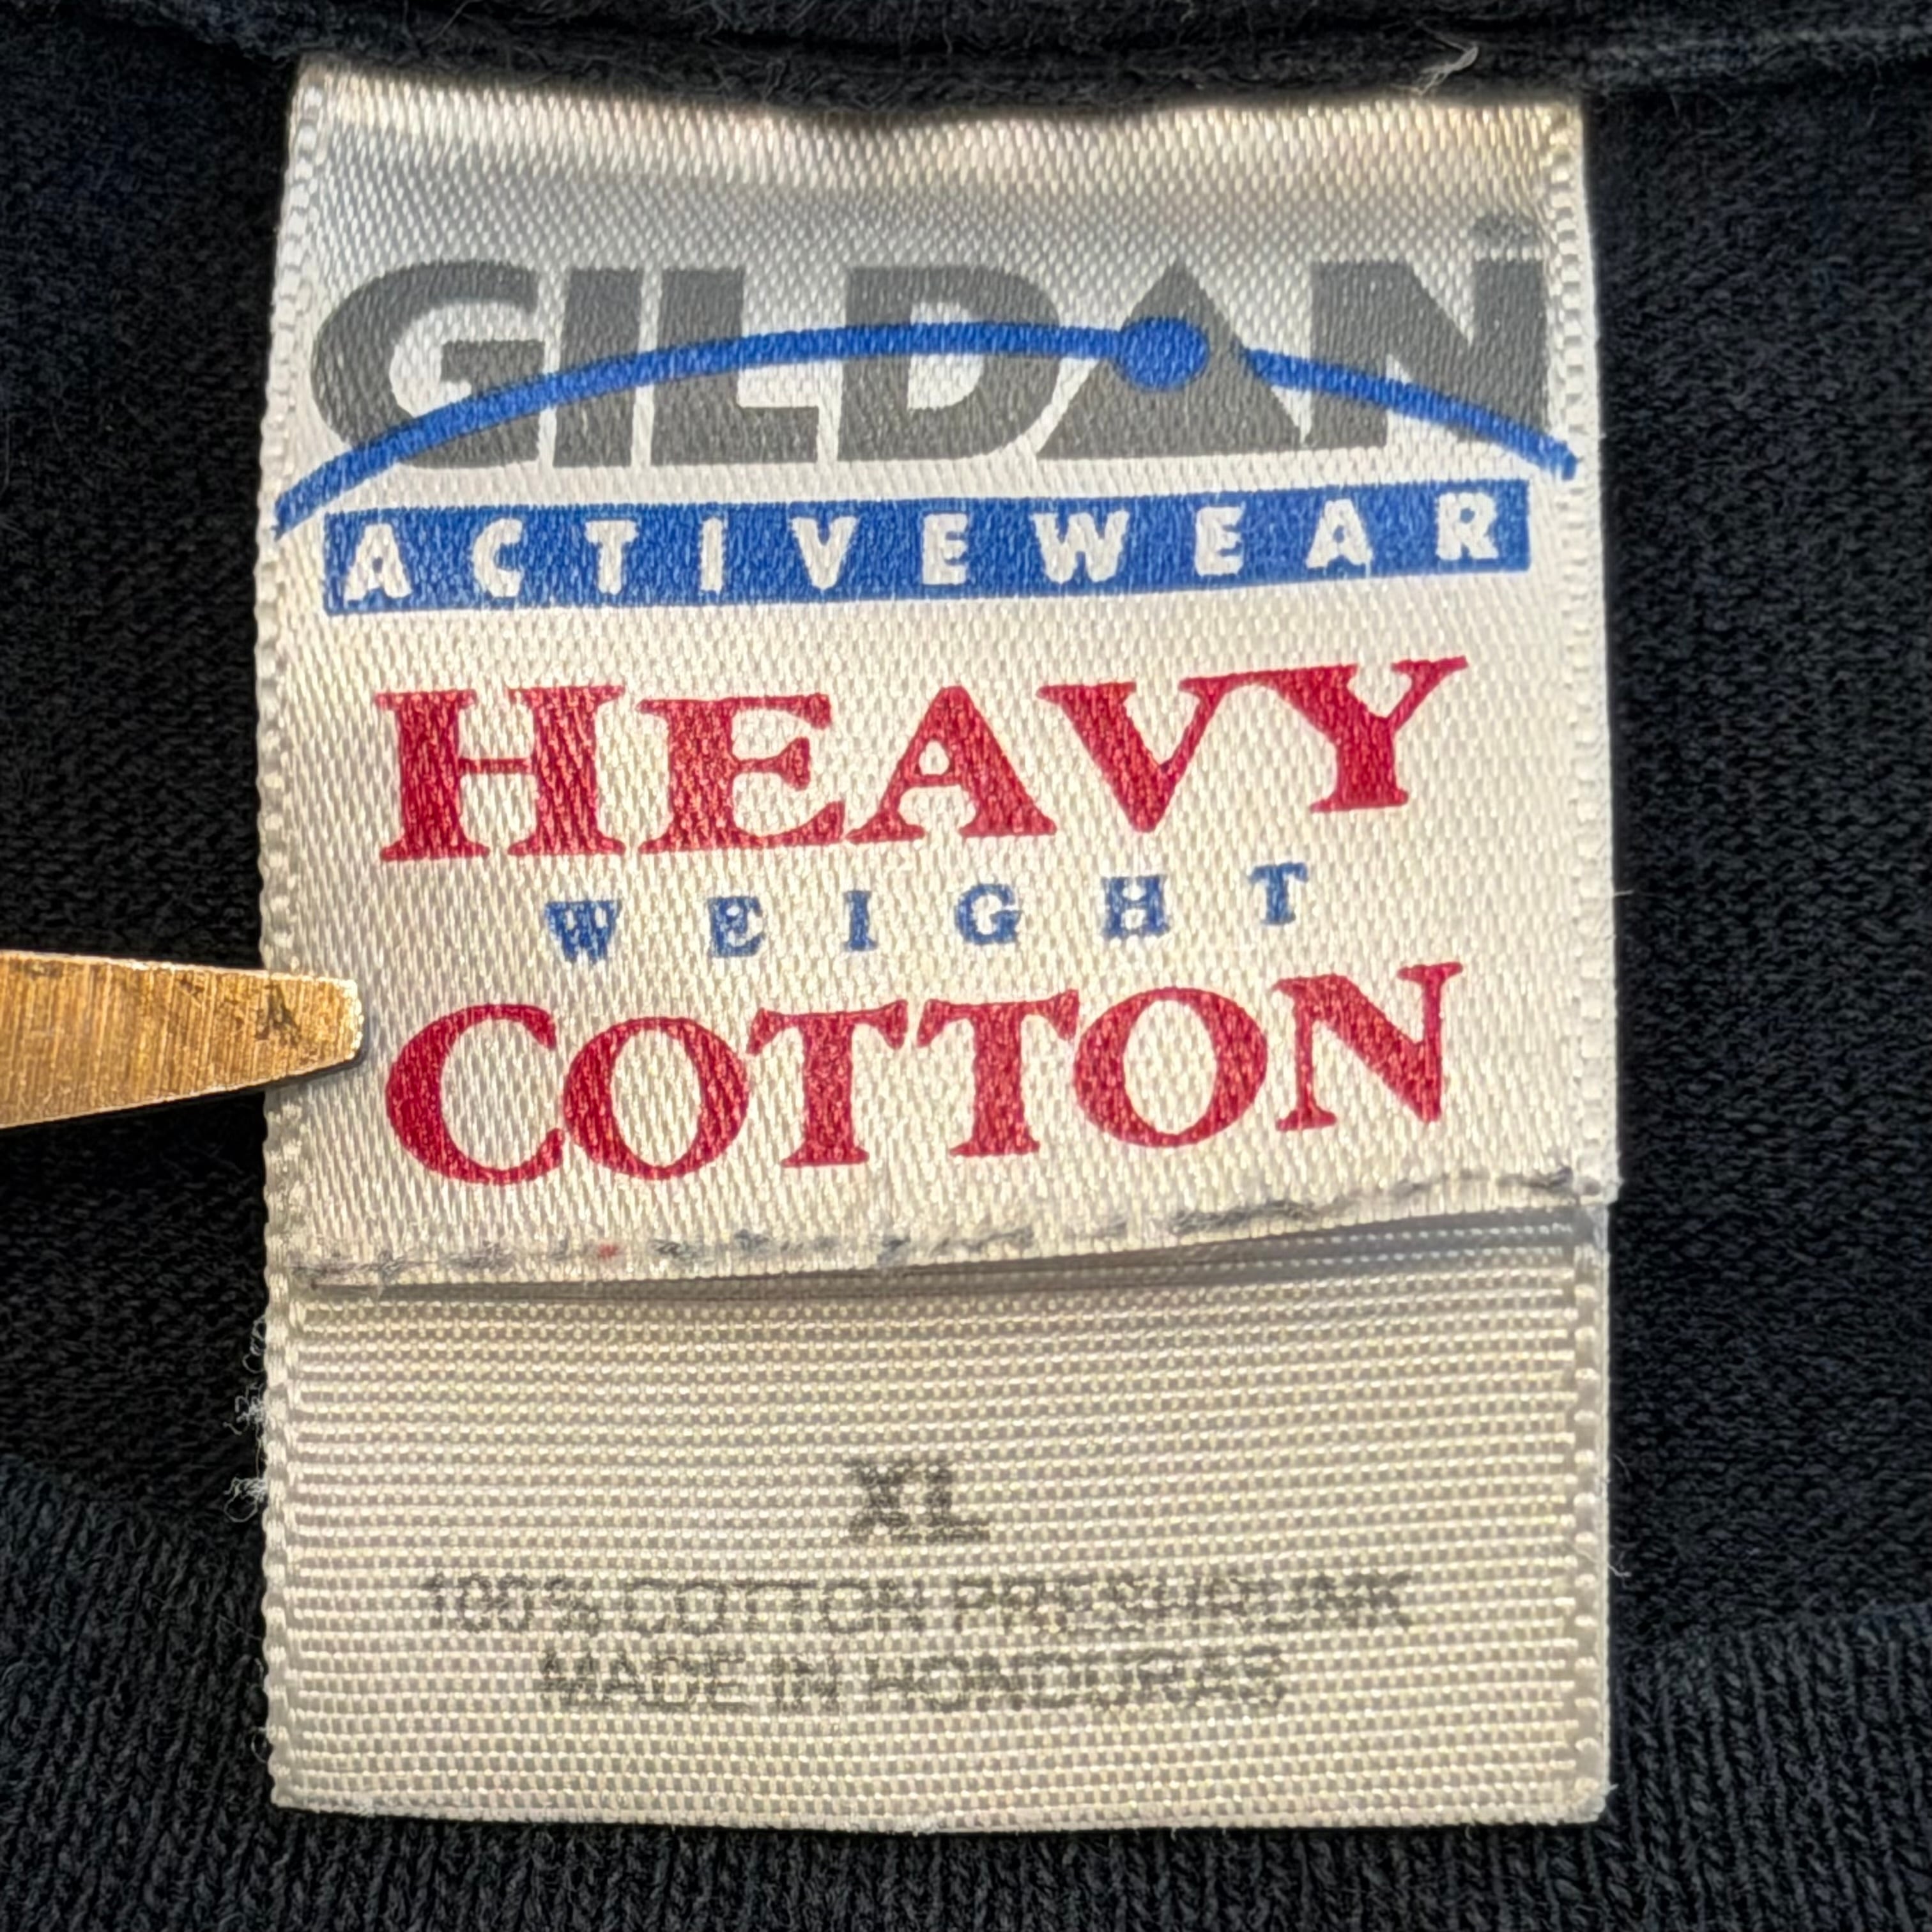 GILDAN
ACTIVEWEAR
HEAVY
WEIGHT
COTTON
XL
100% COTTON PRESHRUNK
MADE IN HONDURAS